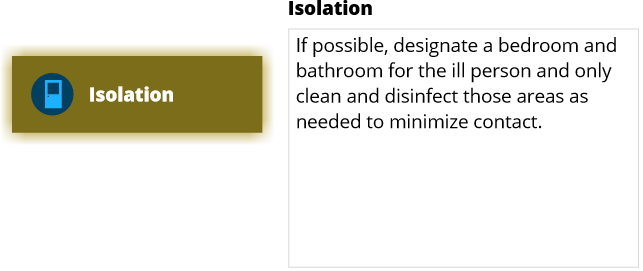 Isolation
Isolation
If possible, designate a bedroom and
bathroom for the ill person and only
clean and disinfect those areas as
needed to minimize contact.